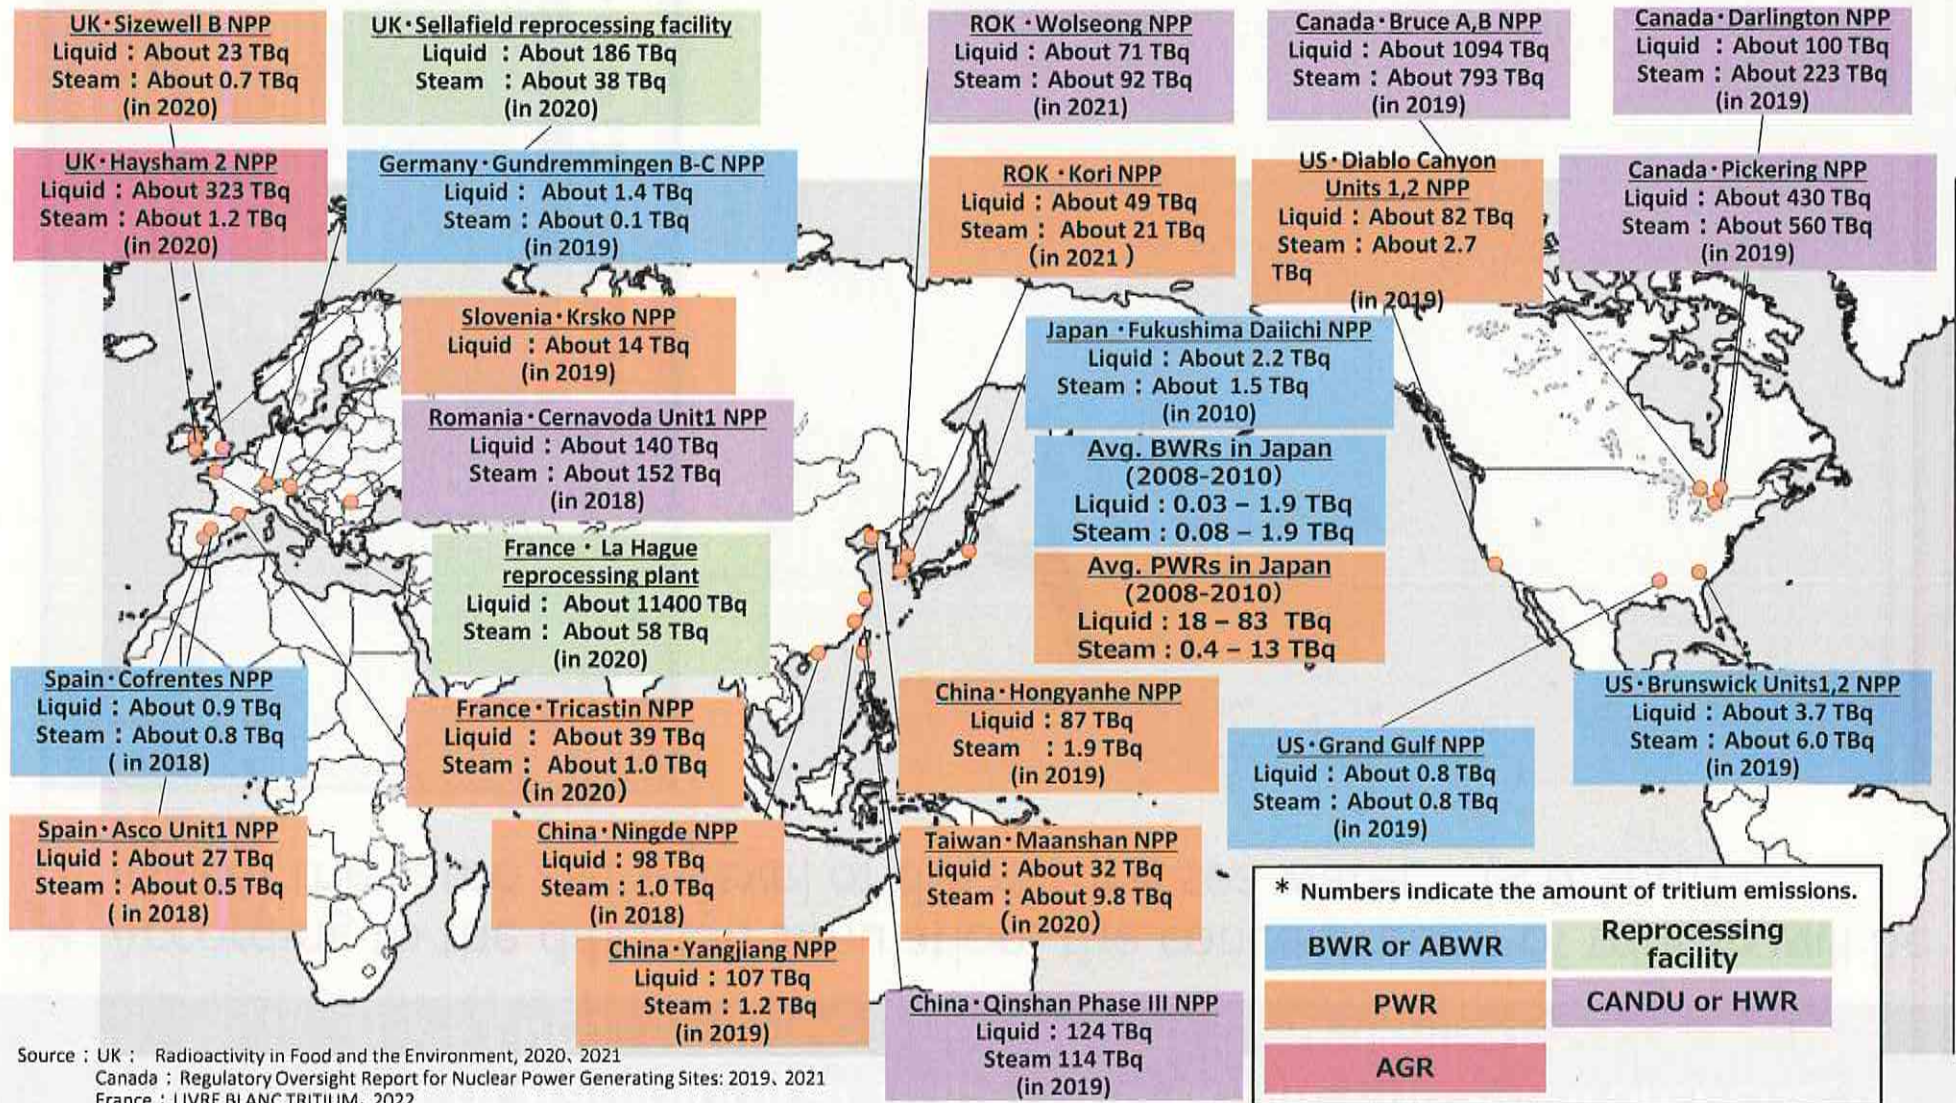 UK・Sizewell B NPP
Liquid : About 23 TBq
Steam : About 0.7 TBq
(in 2020)
UK・Sellafield reprocessing facility
Liquid : About 186 TBq
Steam : About 38 TBq
(in 2020)
ROK・Wolseong NPP
Liquid : About 71 TBq
Steam : About 92 TBq
(in 2021)
Canada・Bruce A,B NPP
Liquid : About 1094 TBq
Steam : About 793 TBq
(in 2019)
Canada・Darlington NPP
Liquid : About 100 TBq
Steam : About 223 TBq
(in 2019)
UK・Haysham 2 NPP
Liquid : About 323 TBq
Steam : About 1.2 TBq
(in 2020)
Germany・Gundremmingen B-C NPP
Liquid : About 1.4 TBq
Steam : About 0.1 TBq
(in 2019)
ROK・Kori NPP
Liquid : About 49 TBq
Steam : About 21 TBq
(in 2021 )
US・Diablo Canyon
Units 1,2 NPP
Liquid : About 82 TBq
Steam : About 2.7
TBq
(in 2019)
Canada・Pickering NPP
Liquid : About 430 TBq
Steam : About 560 TBq
(in 2019)
Slovenia・Krsko NPP
Liquid : About 14 TBq
(in 2019)
Japan・Fukushima Daiichi NPP
Liquid : About 2.2 TBq
Steam : About 1.5 TBq
(in 2010)
Romania・Cernavoda Unit1 NPP
Liquid : About 140 TBq
Steam : About 152 TBq
(in 2018)
Avg. BWRs in Japan
(2008-2010)
Liquid : 0.03 – 1.9 TBq
Steam : 0.08 – 1.9 TBq
France・La Hague
reprocessing plant
Liquid : About 11400 TBq
Steam : About 58 TBq
(in 2020)
Avg. PWRs in Japan
(2008-2010)
Liquid : 18 – 83 TBq
Steam : 0.4 – 13 TBq
Spain・Cofrentes NPP
Liquid : About 0.9 TBq
Steam : About 0.8 TBq
( in 2018)
France・Tricastin NPP
Liquid : About 39 TBq
Steam : About 1.0 TBq
(in 2020)
China・Hongyanhe NPP
Liquid : 87 TBq
Steam : 1.9 TBq
(in 2019)
US・Grand Gulf NPP
Liquid : About 0.8 TBq
Steam : About 0.8 TBq
(in 2019)
US・Brunswick Units1,2 NPP
Liquid : About 3.7 TBq
Steam : About 6.0 TBq
(in 2019)
Spain・Asco Unit1 NPP
Liquid : About 27 TBq
Steam : About 0.5 TBq
( in 2018)
China・Ningde NPP
Liquid : 98 TBq
Steam : 1.0 TBq
(in 2018)
Taiwan・Maanshan NPP
Liquid : About 32 TBq
Steam : About 9.8 TBq
(in 2020)
China・Yangjiang NPP
Liquid : 107 TBq
Steam : 1.2 TBq
(in 2019)
China・Qinshan Phase III NPP
Liquid : 124 TBq
Steam 114 TBq
(in 2019)
* Numbers indicate the amount of tritium emissions.
BWR or ABWR
Reprocessing
facility
PWR
CANDU or HWR
AGR
Source : UK : Radioactivity in Food and the Environment, 2020、2021
Canada : Regulatory Oversight Report for Nuclear Power Generating Sites: 2019、2021
France : LIVRE BLANC TRITIUM、2022